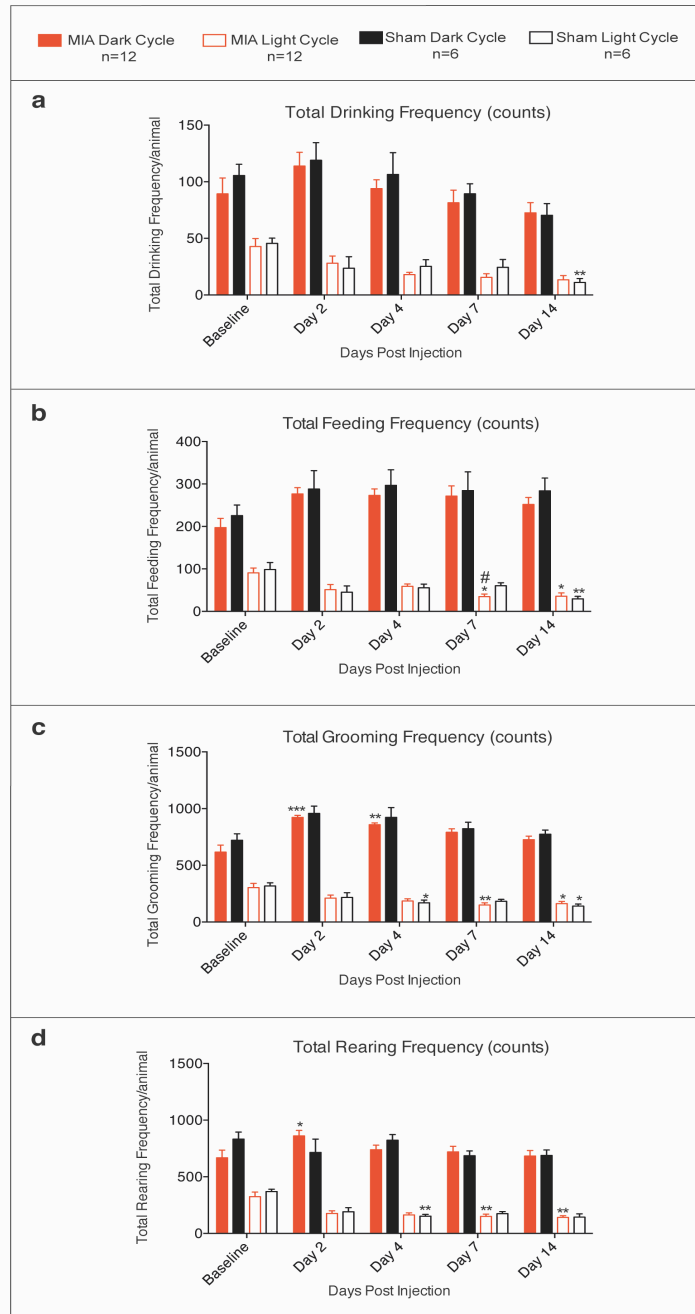 MIA Dark Cycle
n=12
MIA Light Cycle
n=12
Sham Dark Cycle
n=6
Sham Light Cycle
n=6
a
Total Drinking Frequency (counts)
Total Drinking Frequency/animal
150
100
50
0
**
Baseline
Day 2
Day 4
Day 7
Day 14
Days Post Injection
b
Total Feeding Frequency (counts)
Total Feeding Frequency/animal
400
300
200
100
0
#
*
*
**
Baseline
Day 2
Day 4
Day 7
Day 14
Days Post Injection
c
Total Grooming Frequency (counts)
Total Grooming Frequency/animal
1500
1000
500
0
***
**
*
**
*
*
Baseline
Day 2
Day 4
Day 7
Day 14
Days Post Injection
d
Total Rearing Frequency (counts)
Total Rearing Frequency/animal
1500
1000
500
0
*
**
**
**
Baseline
Day 2
Day 4
Day 7
Day 14
Days Post Injection